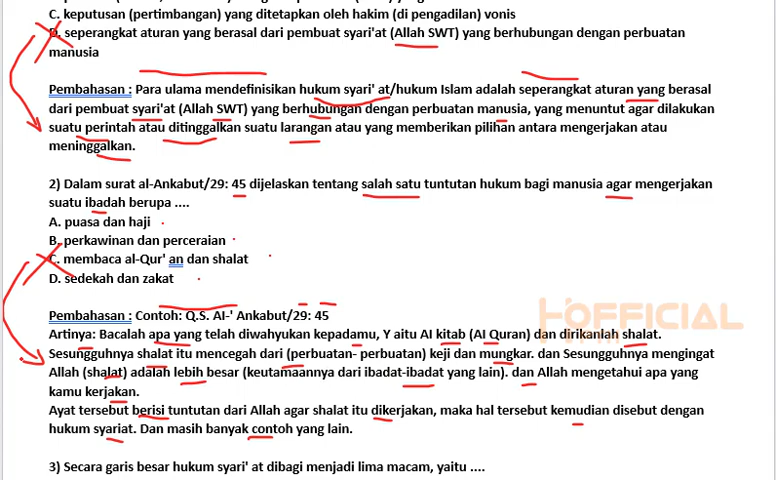 C. keputusan (pertimbangan) yang ditetapkan oleh hakim (di pengadilan) vonis
D. seperangkat aturan yang berasal dari pembuat syari'at (Allah SWT) yang berhubungan dengan perbuatan
manusia
Pembahasan : Para ulama mendefinisikan hukum syari' at/hukum Islam adalah seperangkat aturan yang berasal
dari pembuat syari'at (Allah SWT) yang berhubungan dengan perbuatan manusia, yang menuntut agar dilakukan
suatu perintah atau ditinggalkan suatu larangan atau yang memberikan pilihan antara mengerjakan atau
meninggalkan.
2) Dalam surat al-Ankabut/29: 45 dijelaskan tentang salah satu tuntutan hukum bagi manusia agar mengerjakan
suatu ibadah berupa ....
A. puasa dan haji
B. perkawinan dan perceraian
C. membaca al-Qur' an dan shalat
D. sedekah dan zakat
Pembahasan : Contoh: Q.S. AI-' Ankabut/29: 45
Artinya: Bacalah apa yang telah diwahyukan kepadamu, Y aitu AI kitab (AI Quran) dan dirikanlah shalat.
Sesungguhnya shalat itu mencegah dari (perbuatan- perbuatan) keji dan mungkar. dan Sesungguhnya mengingat
Allah (shalat) adalah lebih besar (keutamaannya dari ibadat-ibadat yang lain). dan Allah mengetahui apa yang
kamu kerjakan.
Ayat tersebut berisi tuntutan dari Allah agar shalat itu dikerjakan, maka hal tersebut kemudian disebut dengan
hukum syariat. Dan masih banyak contoh yang lain.
3) Secara garis besar hukum syari' at dibagi menjadi lima macam, yaitu ....